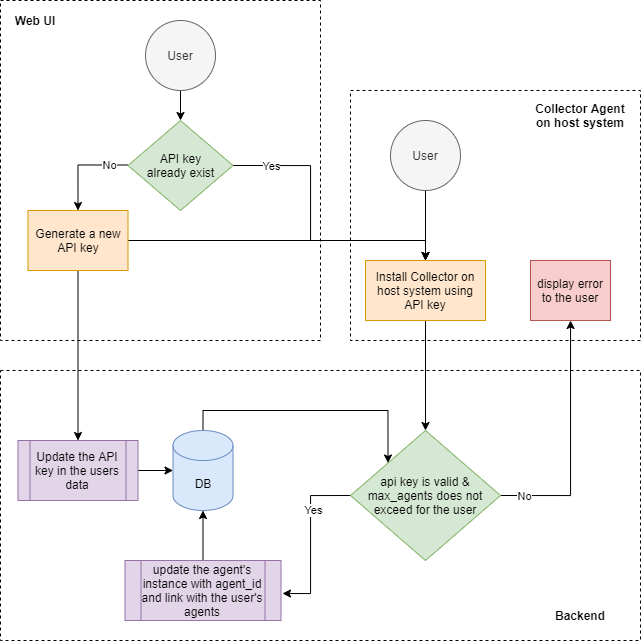 Web UI
User
API key
already exist
No
Yes
Generate a new
API key
Collector Agent
on host system
User
Install Collector on
host system using
API key
display error
to the user
Update the API
key in the users
data
DB
api key is valid &
max_agents does not
exceed for the user
Yes
No
update the agent's
instance with agent_id
and link with the user's
agents
Backend